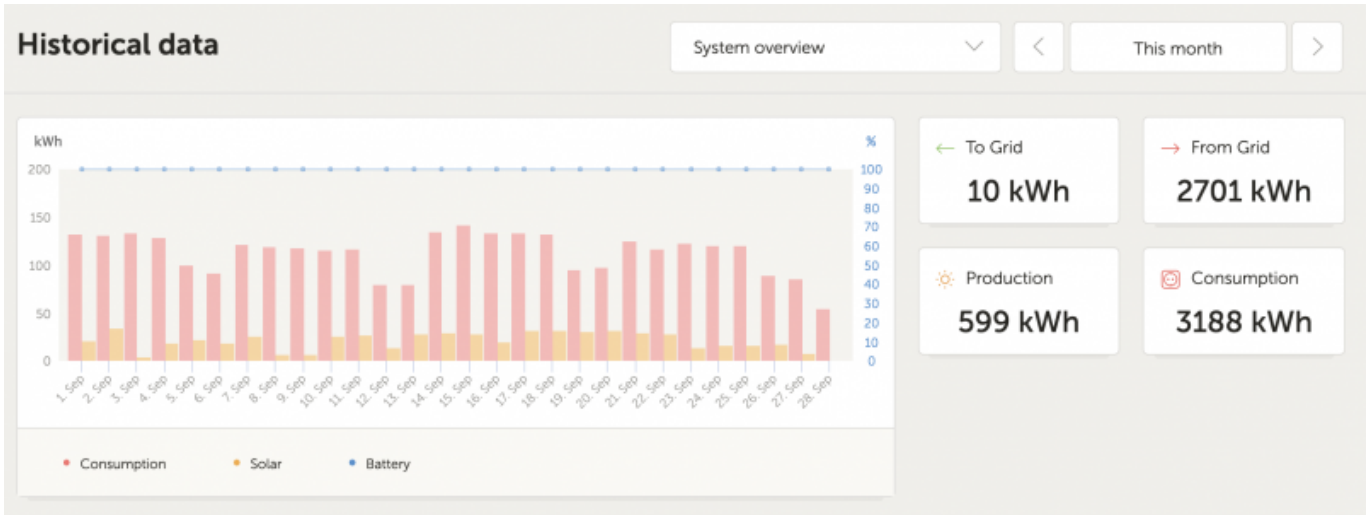 Historical data
System overview
This month
kWh
%
200
150
100
50
0
100
90
80
70
60
50
40
30
20
10
0
1. Sep
2. Sep
3. Sep
4. Sep
5. Sep
6. Sep
7. Sep
8. Sep
9. Sep
10. Sep
11. Sep
12. Sep
13. Sep
14. Sep
15. Sep
16. Sep
17. Sep
18. Sep
19. Sep
20. Sep
21. Sep
22. Sep
23. Sep
24. Sep
25. Sep
26. Sep
27. Sep
28. Sep
Consumption Solar Battery
To Grid
10 kWh
From Grid
2701 kWh
Production
599 kWh
Consumption
3188 kWh